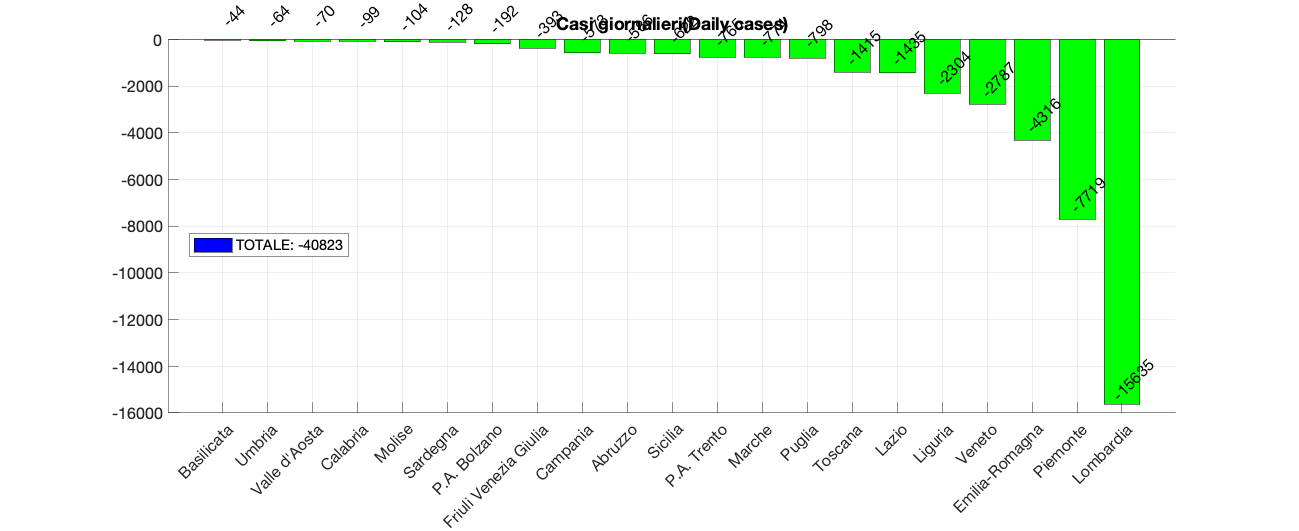 -44
-64
-70
-99
-104
-128
-192
-393
-798
Casi giornalieri(Daily cases)
-1415
-1435
-2304
-2787
-4316
-7719
-15635
0
-2000
-4000
-6000
-8000
-10000
-12000
-14000
-16000
TOTALE: -40823
Basilicata
Umbria
Valle d'Aosta
Calabria
Molise
Sardegna
P.A. Bolzano
Friuli Venezia Giulia
Campania
Abruzzo
Sicilia
P.A. Trento
Marche
Puglia
Toscana
Lazio
Liguria
Veneto
Emilia-Romagna
Piemonte
Lombardia